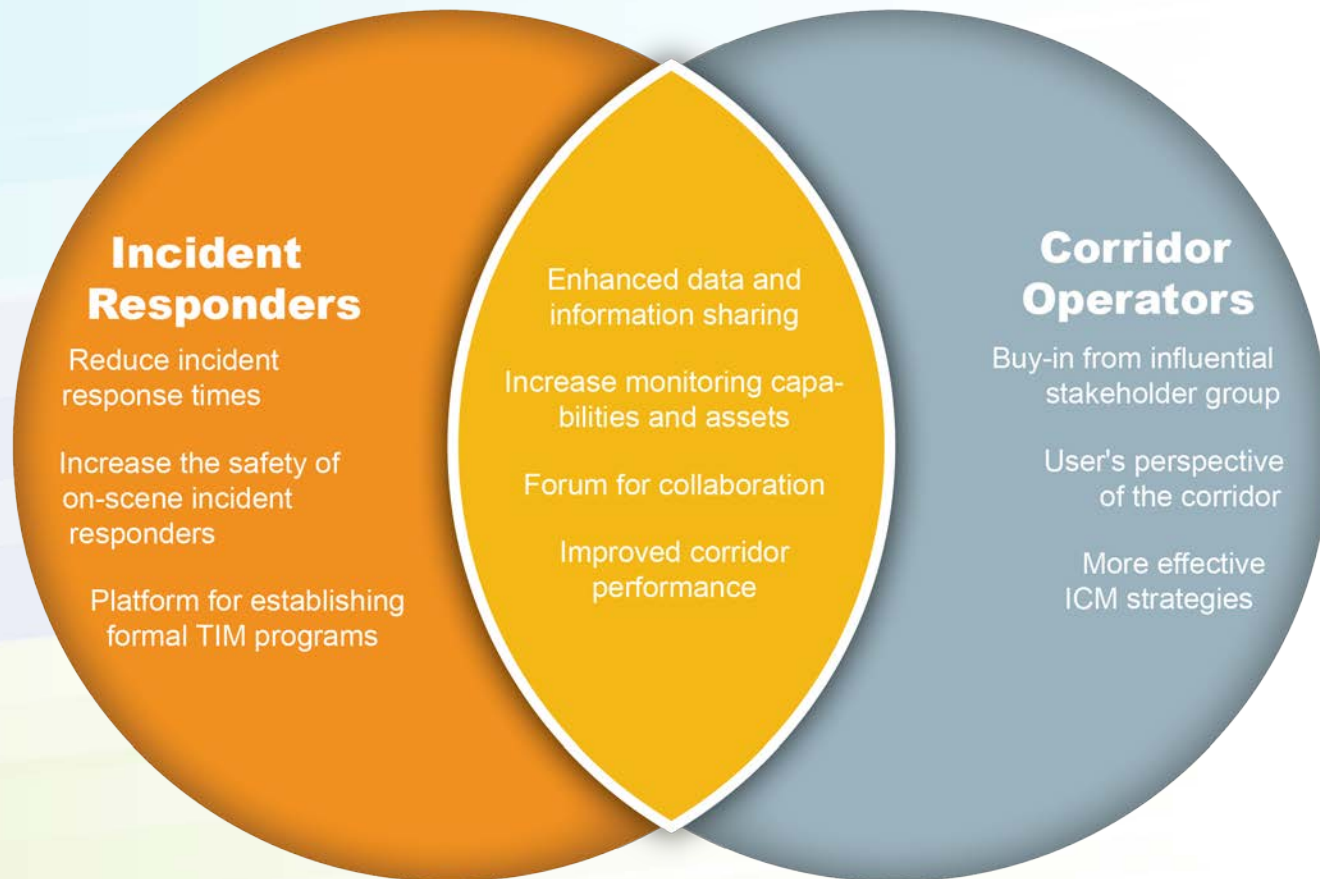 Incident
Responders
Reduce incident
response times
Increase the safety of
on-scene incident
responders
Platform for establishing
formal TIM programs
Enhanced data and
information sharing
Increase monitoring capa-
bilities and assets
Forum for collaboration
Improved corridor
performance
Corridor
Operators
Buy-in from influential
stakeholder group
User's perspective
of the corridor
More effective
ICM strategies